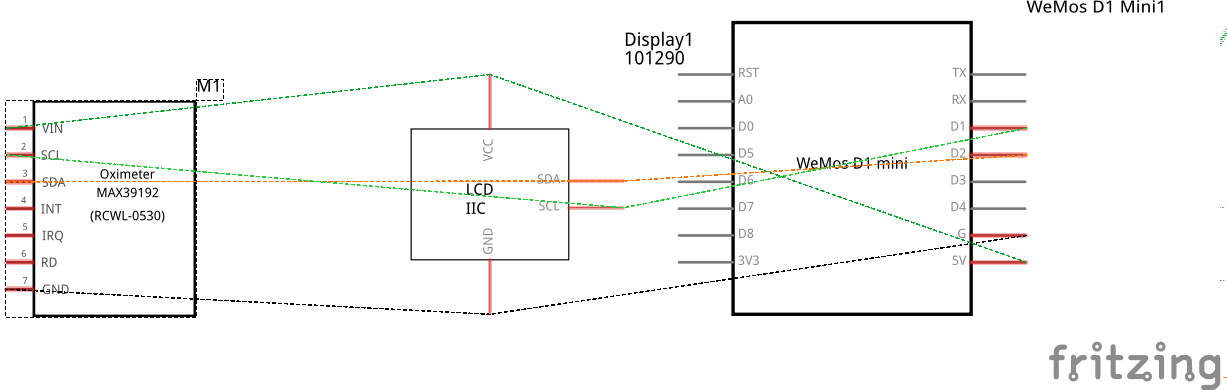 WeMos D1 Mini1
Display1
101290
M1
1
VIN
2
SCL
3
SDA
4
INT
5
IRQ
6
RD
7
GND
Oximeter
MAX39192
(RCWL-0530)
VCC
LCD
IIC
SDA
SCL
GND
RST
A0
D0
D5
D6
D7
D8
3V3
WeMos D1 mini
TX
RX
D1
D2
D3
D4
G
5V
fritzing